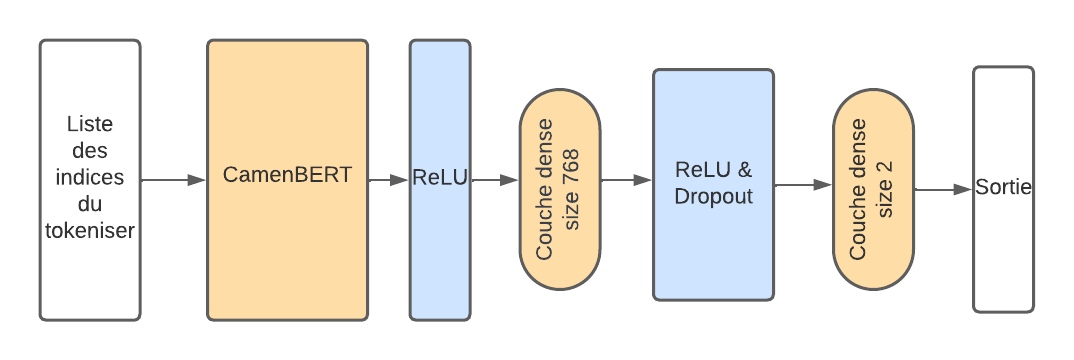 Liste
des
indices
du
tokeniser
CamenBERT
ReLU
Couche dense
size 768
ReLU &
Dropout
Couche dense
size 2
Sortie